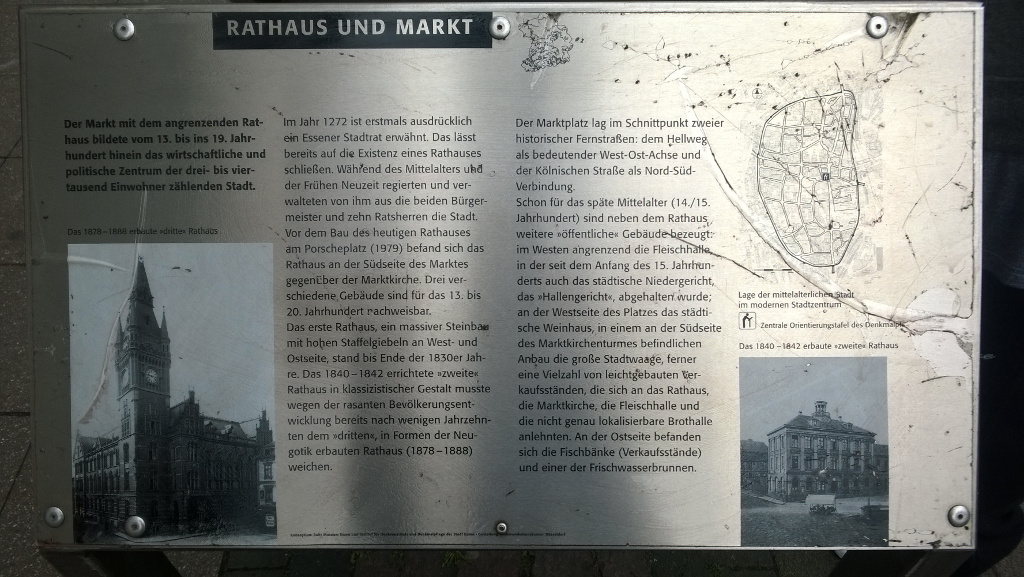 RATHAUS UND MARKT
Der Markt mit dem angrenzenden Rat-
haus bildete vom 13. bis ins 19. Jahr-
hundert hinein das wirtschaftliche und
politische Zentrum der drei- bis vier-
tausend Einwohner zählenden Stadt.
Das 1878–1888 erbaute »dritte« Rathaus
Im Jahr 1272 ist erstmals ausdrücklich
ein Essener Stadtrat erwähnt. Das lässt
bereits auf die Existenz eines Rathauses
schließen. Während des Mittelalters und
der Frühen Neuzeit regierten und ver-
walteten von ihm aus die beiden Bürger-
meister und zehn Ratsherren die Stadt.
Vor dem Bau des heutigen Rathauses
am Porscheplatz (1979) befand sich das
Rathaus an der Südseite des Marktes
gegenüber der Marktkirche. Drei ver-
schiedene Gebäude sind für das 13. bis
20. Jahrhundert nachweisbar.
Das erste Rathaus, ein massiver Steinbau
mit hohen Staffelgiebeln an West- und
Ostseite, stand bis Ende der 1830er Jah-
re. Das 1840–1842 errichtete »zweite«
Rathaus in klassizistischer Gestalt musste
wegen der rasanten Bevölkerungsent-
wicklung bereits nach wenigen Jahrzehn-
ten dem »dritten«, in Formen der Neu-
gotik erbauten Rathaus (1878–1888)
weichen.
Der Marktplatz lag im Schnittpunkt zweier
historischer Fernstraßen: dem Hellweg
als bedeutender West-Ost-Achse und
der Kölnischen Straße als Nord-Süd-
Verbindung.
Schon für das späte Mittelalter (14./15.
Jahrhundert) sind neben dem Rathaus
weitere »öffentliche« Gebäude bezeugt:
im Westen angrenzend die Fleischhalle,
in der seit dem Anfang des 15. Jahrhun-
derts auch das städtische Niedergericht,
das »Hallengericht«, abgehalten wurde;
an der Westseite des Platzes das städti-
sche Weinhaus, in einem an der Südseite
des Marktkirchenturmes befindlichen
Anbau die große Stadtwaage, ferner
eine Vielzahl von leichtgebauten Ver-
kaufsständen, die sich an das Rathaus,
die Marktkirche, die Fleischhalle und
die nicht genau lokalisierbare Brothalle
anlehnten. An der Ostseite befanden
sich die Fischbänke (Verkaufsstände)
und einer der Frischwasserbrunnen.
Lage der mittelalterlichen Stadt
im modernen Stadtzentrum
Zentrale Orientierungstafel des Denkmalpfads
Das 1840–1842 erbaute »zweite« Rathaus